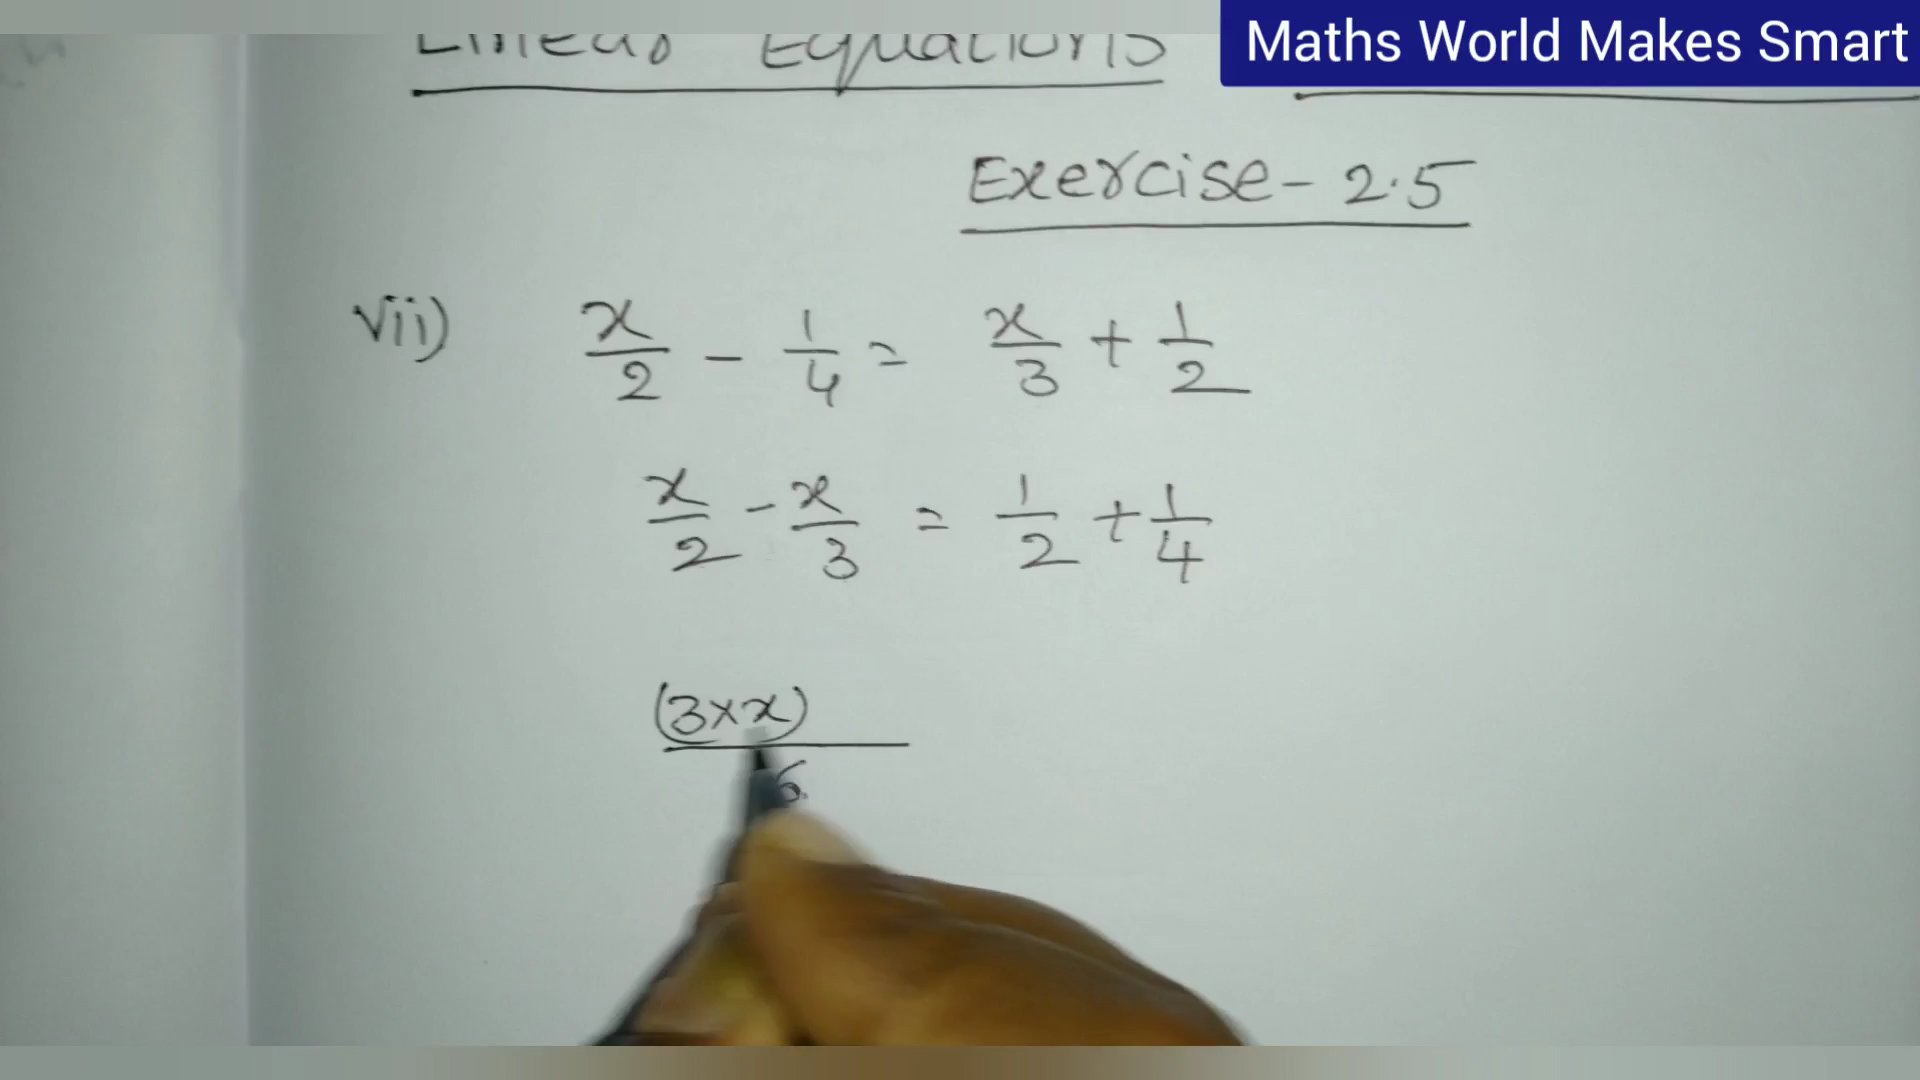 Linear Equations
Maths World Makes Smart
Exercise - 2.5
vii) x/2 - 1/4 = x/3 + 1/2
x/2 - x/3 = 1/2 + 1/4
(3×x)/6